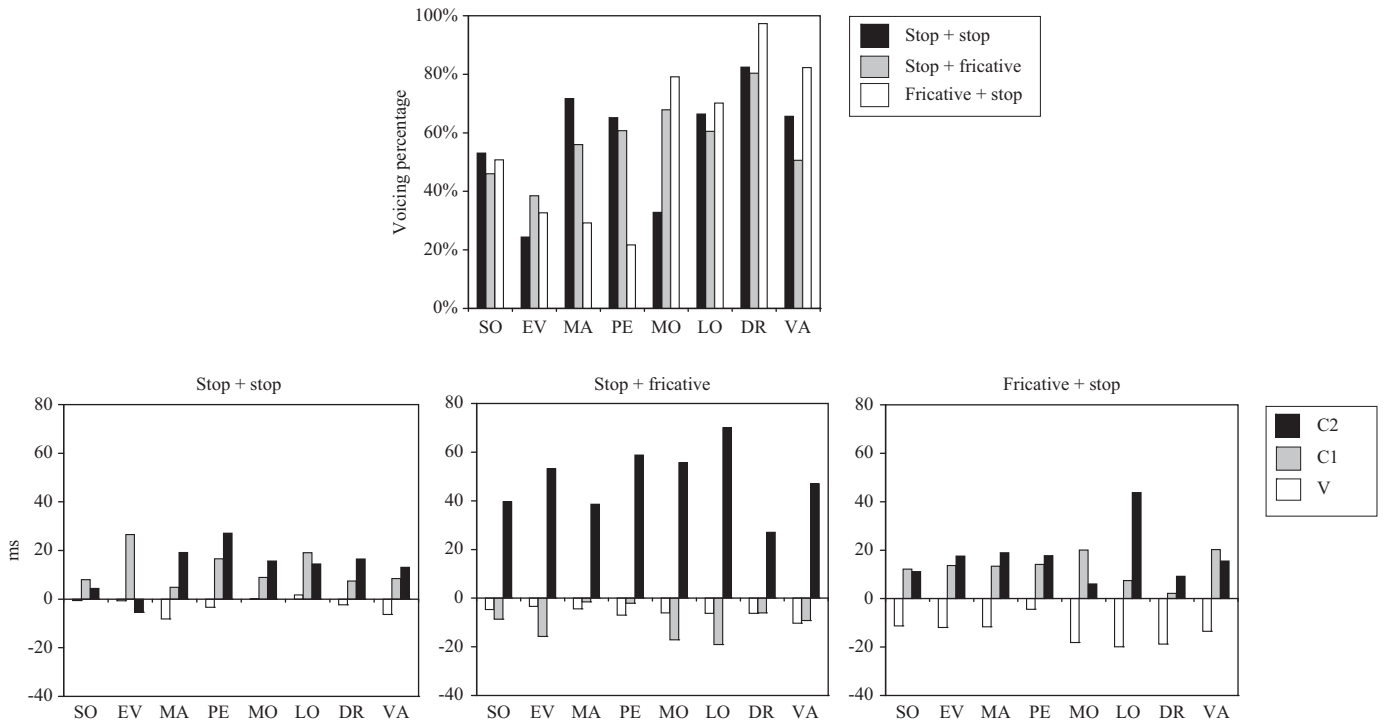 100%
80%
60%
40%
20%
0%
Voicing percentage
SO EV MA PE MO LO DR VA
Stop + stop
Stop + fricative
Fricative + stop
Stop + stop
80
60
40
20
0
-20
-40
ms
SO EV MA PE MO LO DR VA
Stop + fricative
80
60
40
20
0
-20
-40
SO EV MA PE MO LO DR VA
Fricative + stop
80
60
40
20
0
-20
-40
SO EV MA PE MO LO DR VA
C2
C1
V